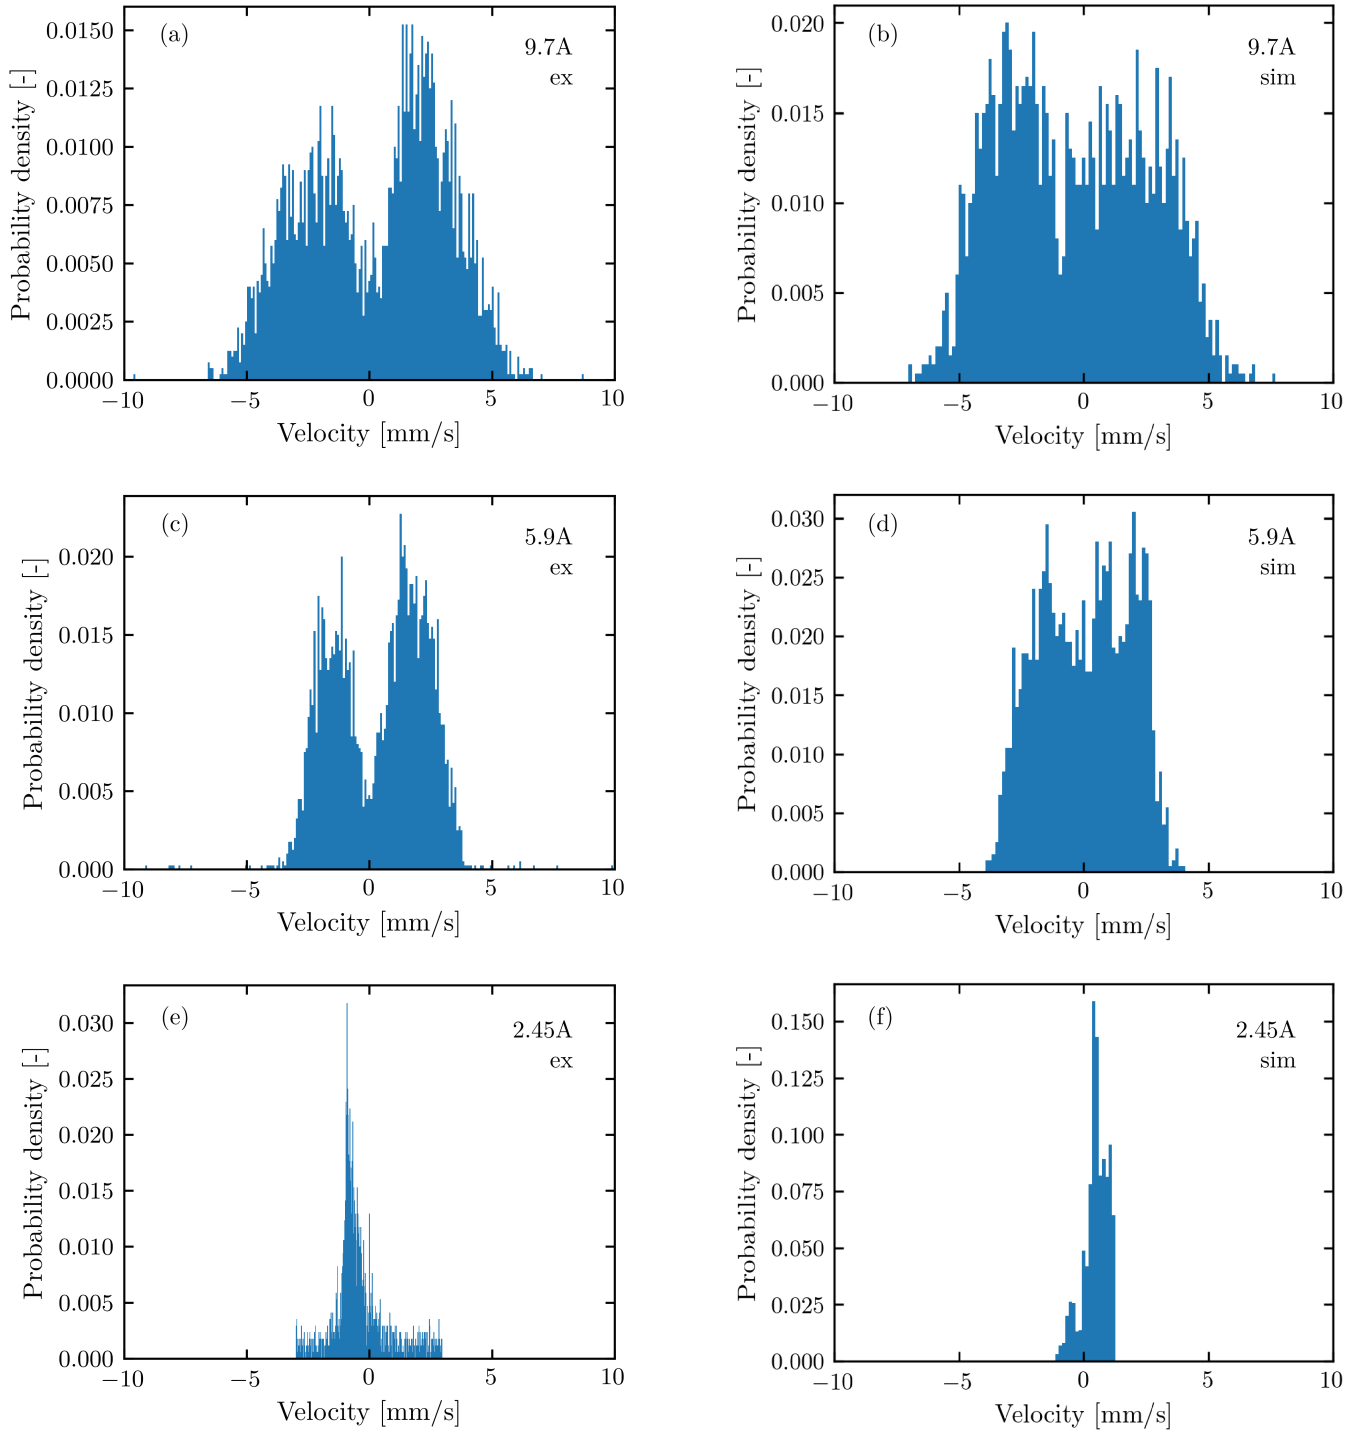 (a)
9.7A
ex
0.0150
0.0125
0.0100
0.0075
0.0050
0.0025
0.0000
Probability density [-]
−10
−5
0
5
10
Velocity [mm/s]
(b)
9.7A
sim
0.020
0.015
0.010
0.005
0.000
Probability density [-]
−10
−5
0
5
10
Velocity [mm/s]
(c)
5.9A
ex
0.020
0.015
0.010
0.005
0.000
Probability density [-]
−10
−5
0
5
10
Velocity [mm/s]
(d)
5.9A
sim
0.030
0.025
0.020
0.015
0.010
0.005
0.000
Probability density [-]
−10
−5
0
5
10
Velocity [mm/s]
(e)
2.45A
ex
0.030
0.025
0.020
0.015
0.010
0.005
0.000
Probability density [-]
−10
−5
0
5
10
Velocity [mm/s]
(f)
2.45A
sim
0.150
0.125
0.100
0.075
0.050
0.025
0.000
Probability density [-]
−10
−5
0
5
10
Velocity [mm/s]